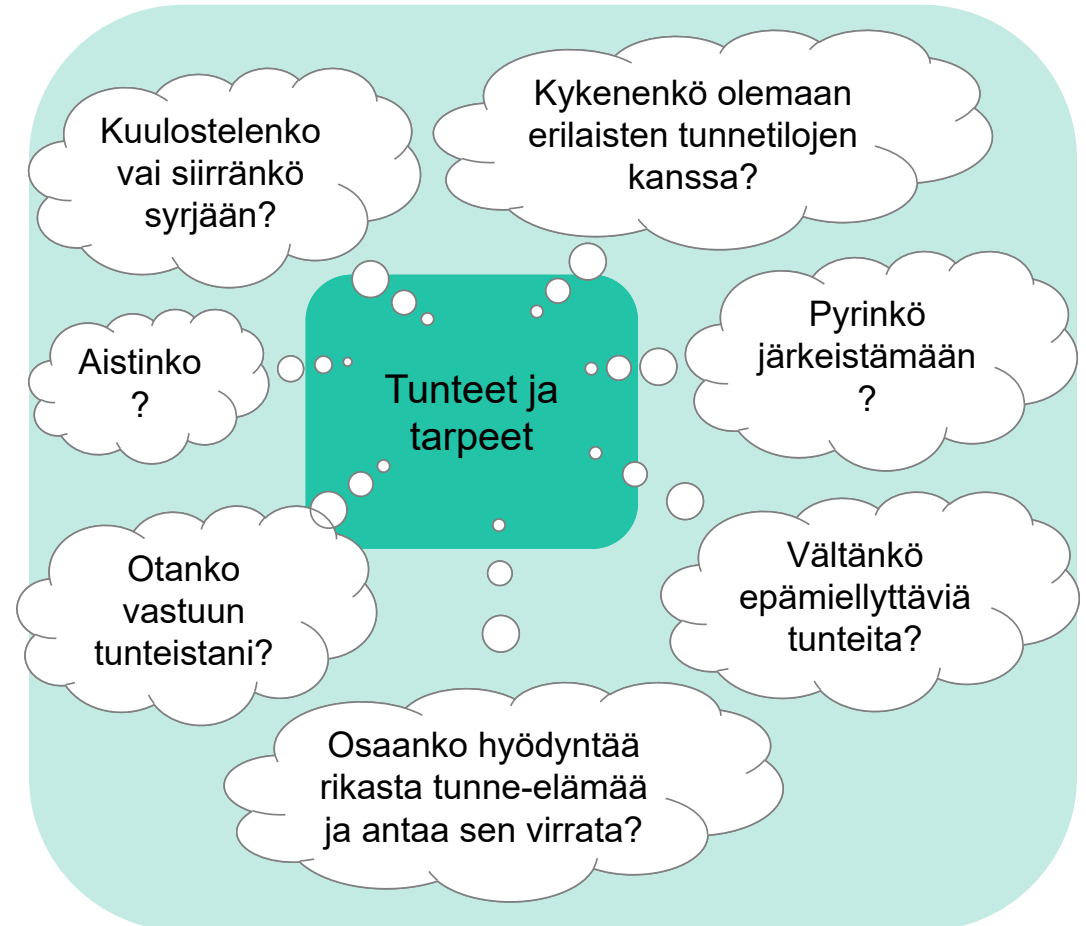 Kuulostelenko
vai siirränkö
syrjään?
Kykenenkö olemaan
erilaisten tunnetilojen
kanssa?
Aistinko
?
Tunteet ja
tarpeet
Pyrinkö
järkeistämään
?
Otanko
vastuun
tunteistani?
Vältänkö
epämiellyttäviä
tunteita?
Osaanko hyödyntää
rikasta tunne-elämää
ja antaa sen virrata?